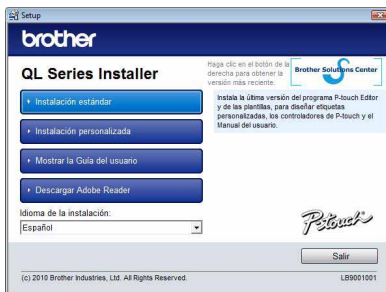 Setup
brother
QL Series Installer
Haga clic en el botón de la
derecha para obtener la
versión más reciente.
Brother Solutions Center
Instalación estándar
Instalación personalizada
Mostrar la Guía del usuario
Descargar Adobe Reader
Instala la última versión del programa P-touch Editor
y de las plantillas, para diseñar etiquetas
personalizadas, los controladores de P-touch y el
Manual del usuario.
Idioma de la instalación:
Español
P-touch
Salir
(c) 2010 Brother Industries, Ltd. All Rights Reserved.
LB9001001